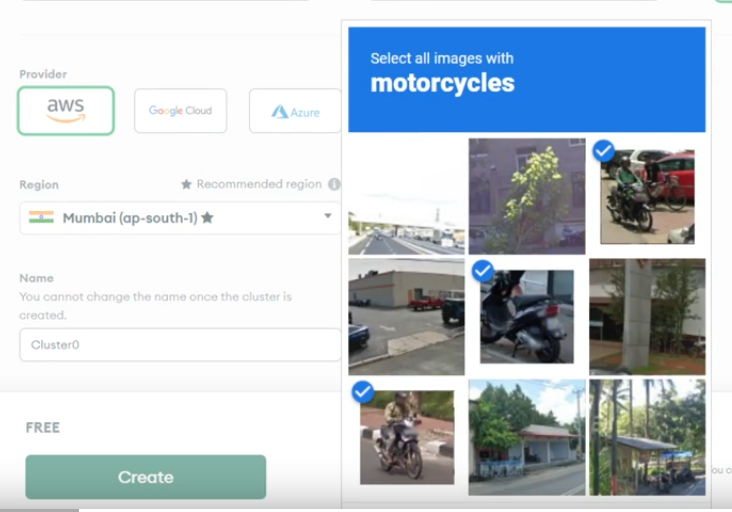 Provider
aws
Google Cloud
Azure
Region
Recommended region
Mumbai (ap-south-1)
Name
You cannot change the name once the cluster is
created.
Cluster0
FREE
Create
Select all images with
motorcycles